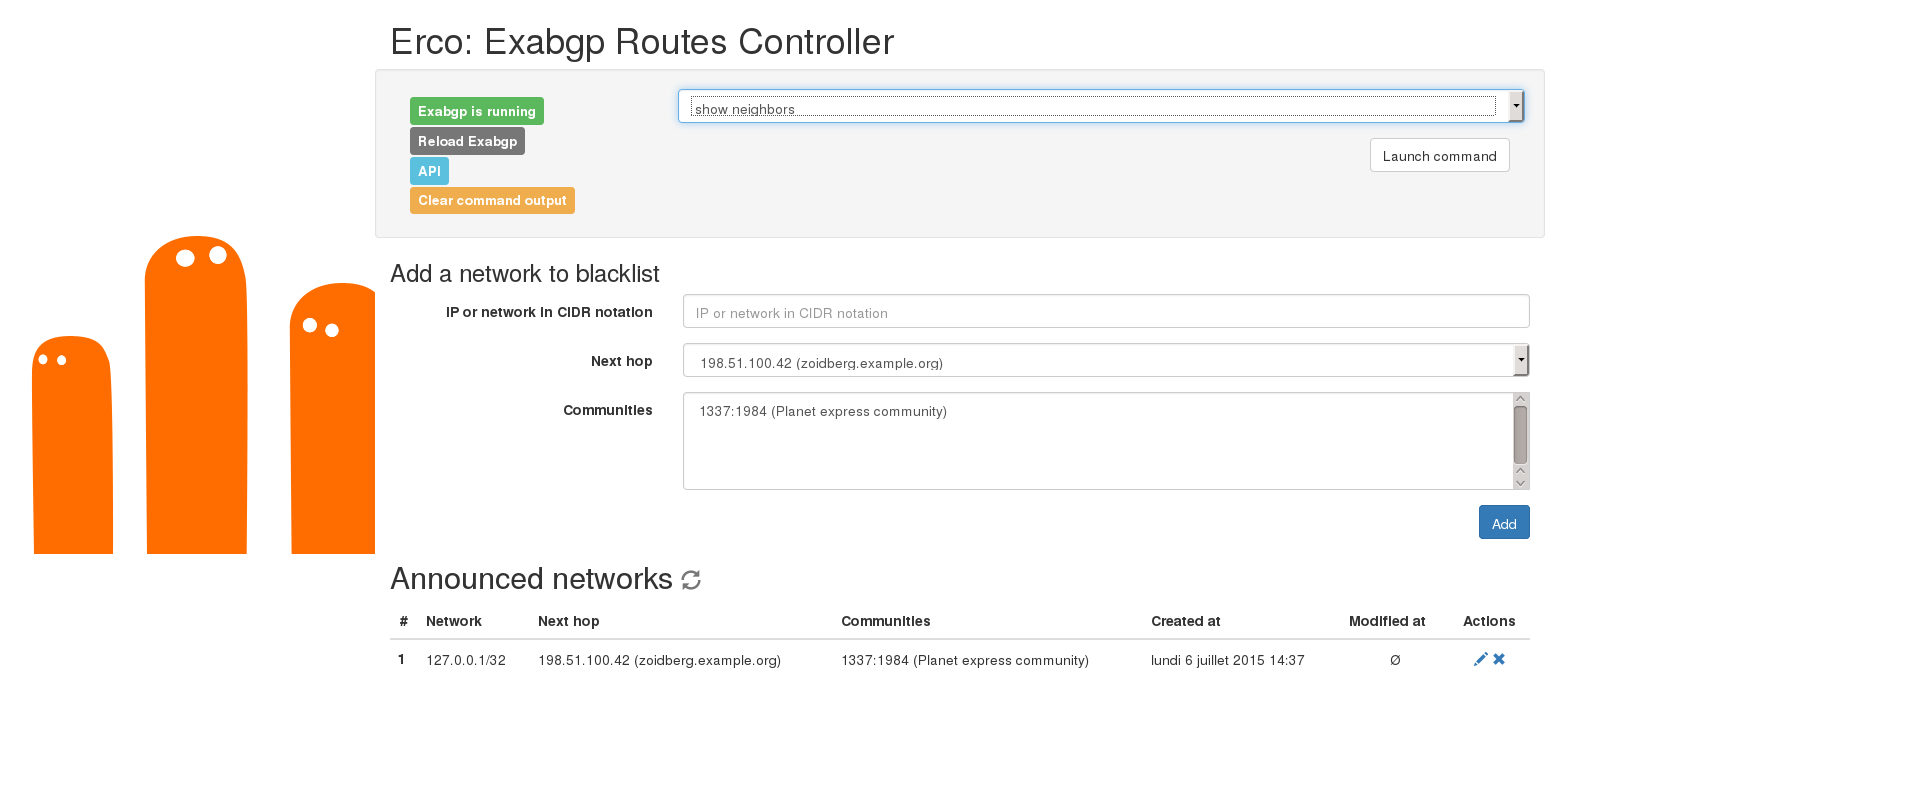 Erco: Exabgp Routes Controller
Exabgp is running
show neighbors
Reload Exabgp
Launch command
API
Clear command output
Add a network to blacklist
IP or network in CIDR notation IP or network in CIDR notation
Next hop 198.51.100.42 (zoidberg.example.org)
Communities 1337:1984 (Planet express community)
Add
Announced networks
# Network Next hop Communities Created at Modified at Actions
1 127.0.0.1/32 198.51.100.42 (zoidberg.example.org) 1337:1984 (Planet express community) lundi 6 juillet 2015 14:37 Ø